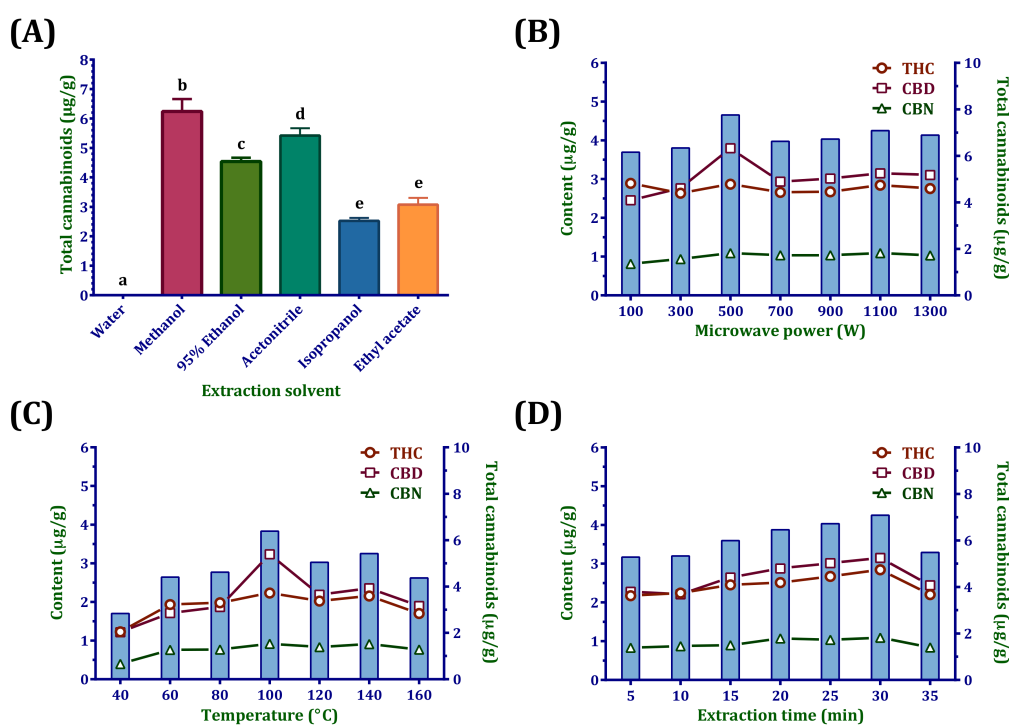 (A)
Total cannabinoids (µg/g)
8
7
6
5
4
3
2
1
0
a
b
c
d
e
e
Water
Methanol
95% Ethanol
Acetonitrile
Isopropanol
Ethyl acetate
Extraction solvent
(B)
Content (µg/g)
6
5
4
3
2
1
0
THC
CBD
CBN
10
8
6
4
2
0
Total cannabinoids (µg/g)
100 300 500 700 900 1100 1300
Microwave power (W)
(C)
Content (µg/g)
6
5
4
3
2
1
0
THC
CBD
CBN
10
8
6
4
2
0
Total cannabinoids (µg/g)
40 60 80 100 120 140 160
Temperature (°C)
(D)
Content (µg/g)
6
5
4
3
2
1
0
THC
CBD
CBN
10
8
6
4
2
0
Total cannabinoids (µg/g)
5 10 15 20 25 30 35
Extraction time (min)